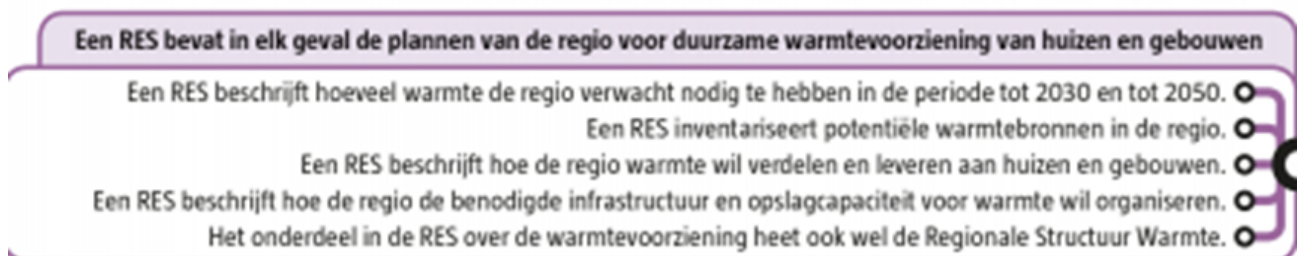 Een RES bevat in elk geval de plannen van de regio voor duurzame warmtevoorziening van huizen en gebouwen
Een RES beschrijft hoeveel warmte de regio verwacht nodig te hebben in de periode tot 2030 en tot 2050.
Een RES inventariseert potentiële warmtebronnen in de regio.
Een RES beschrijft hoe de regio warmte wil verdelen en leveren aan huizen en gebouwen.
Een RES beschrijft hoe de regio de benodigde infrastructuur en opslagcapaciteit voor warmte wil organiseren.
Het onderdeel in de RES over de warmtevoorziening heet ook wel de Regionale Structuur Warmte.